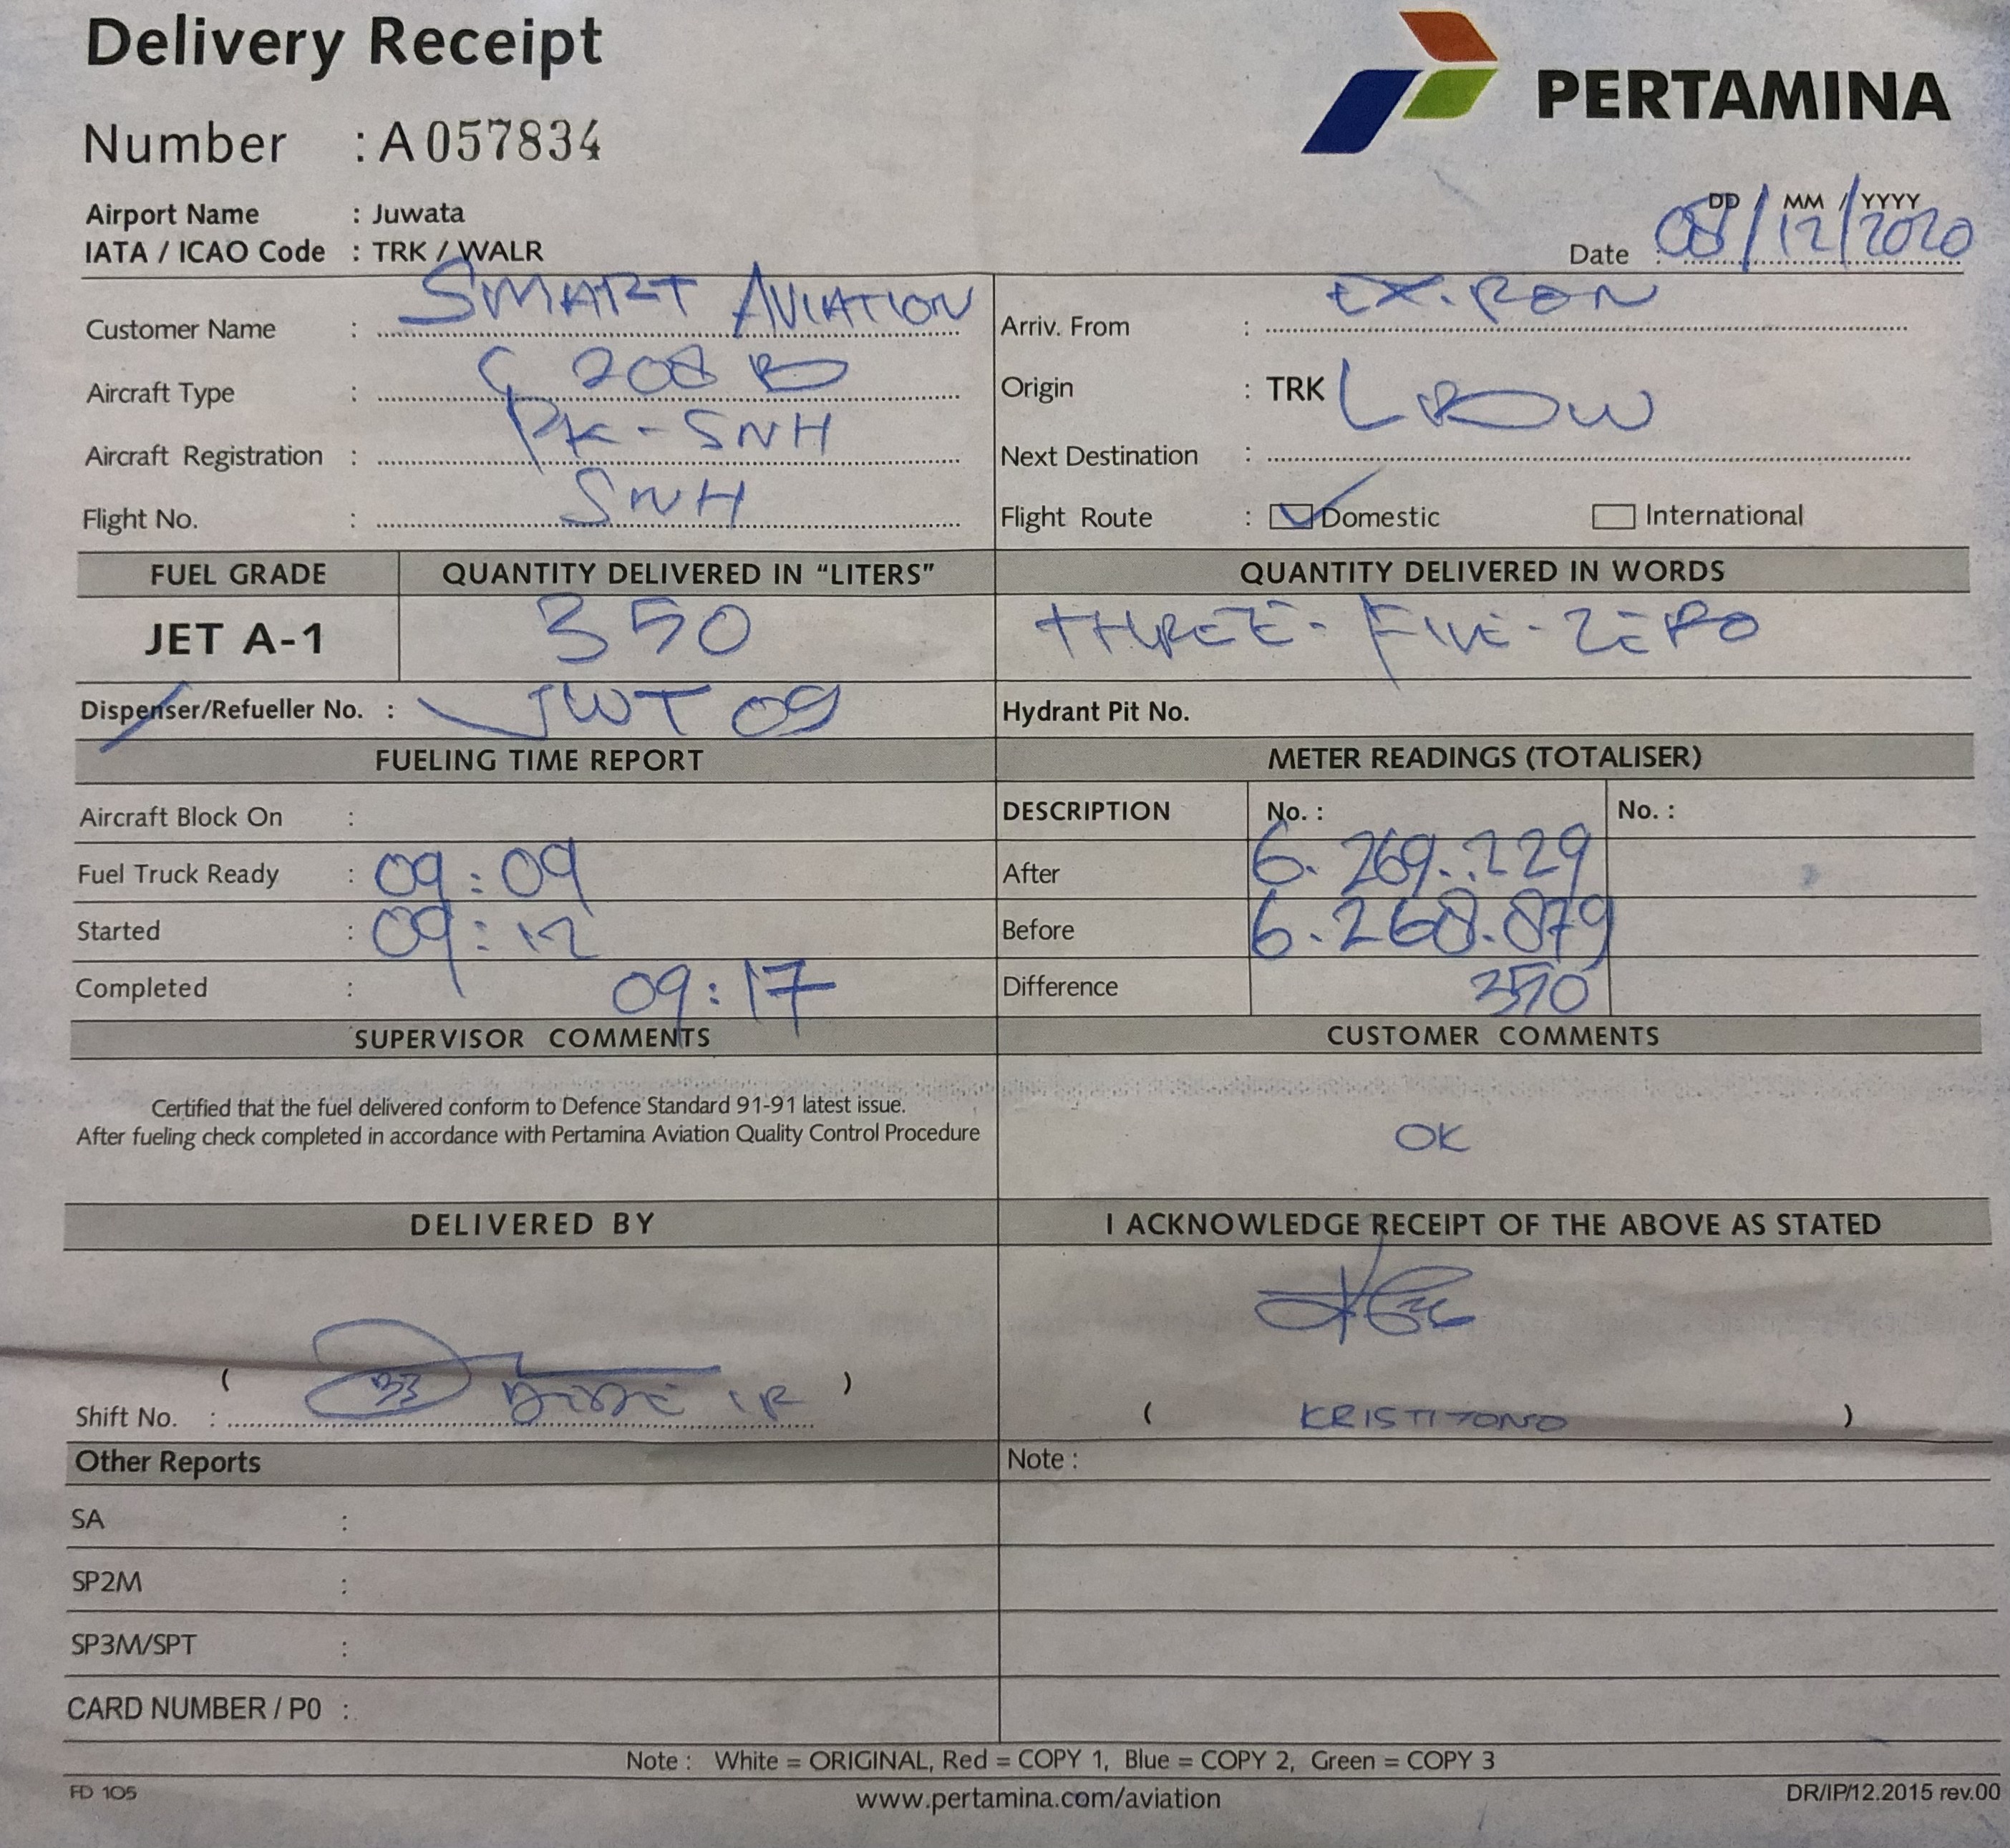 Delivery Receipt
PERTAMINA
Number : A 057834
Airport Name : Juwata
IATA / ICAO Code : TRK / WALR
DD / MM / YYYY
Date : 08/12/2020
Customer Name : SMART AVIATION
Arriv. From : EX. RON
Aircraft Type : C 208 B
Origin : TRK
Aircraft Registration : PK-SNH
Next Destination :
Flight No. : SNH
Flight Route : Domestic International
FUEL GRADE QUANTITY DELIVERED IN “LITERS” QUANTITY DELIVERED IN WORDS
JET A-1 350 THREE-FIVE-ZERO
Dispenser/Refueller No. : JWT 09
Hydrant Pit No.
FUELING TIME REPORT METER READINGS (TOTALISER)
Aircraft Block On :
DESCRIPTION No. : No. :
Fuel Truck Ready : 09:09
After 6.269.229
Started : 09:12
Before 6.268.879
Completed : 09:17
Difference 350
SUPERVISOR COMMENTS CUSTOMER COMMENTS
Certified that the fuel delivered conform to Defence Standard 91-91 latest issue.
After fueling check completed in accordance with Pertamina Aviation Quality Control Procedure
OK
DELIVERED BY I ACKNOWLEDGE RECEIPT OF THE ABOVE AS STATED
( )
Shift No. :
( KRISTIYONO )
Other Reports Note :
SA :
SP2M :
SP3M/SPT :
CARD NUMBER / P0 :
Note : White = ORIGINAL, Red = COPY 1, Blue = COPY 2, Green = COPY 3
FD 105 www.pertamina.com/aviation DR/IP/12.2015 rev.00